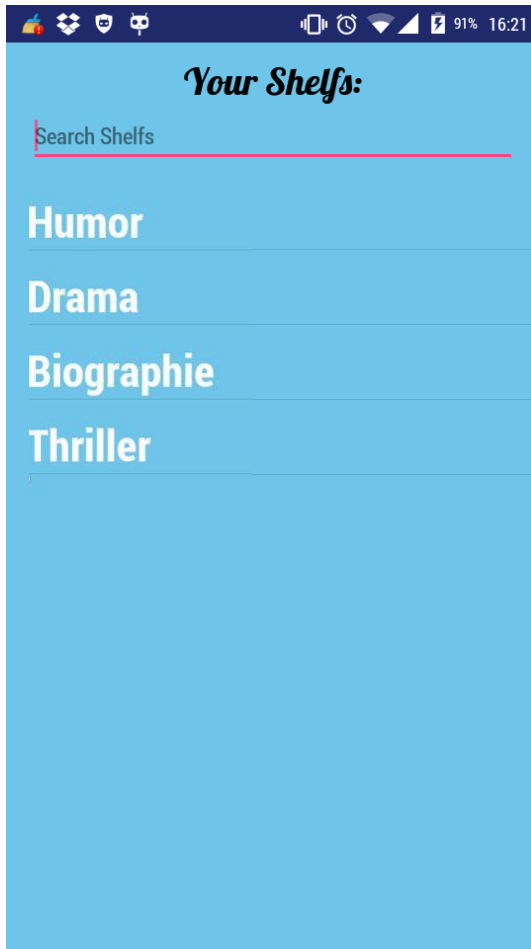 91% 16:21
Your Shelfs:
Search Shelfs
Humor
Drama
Biographie
Thriller